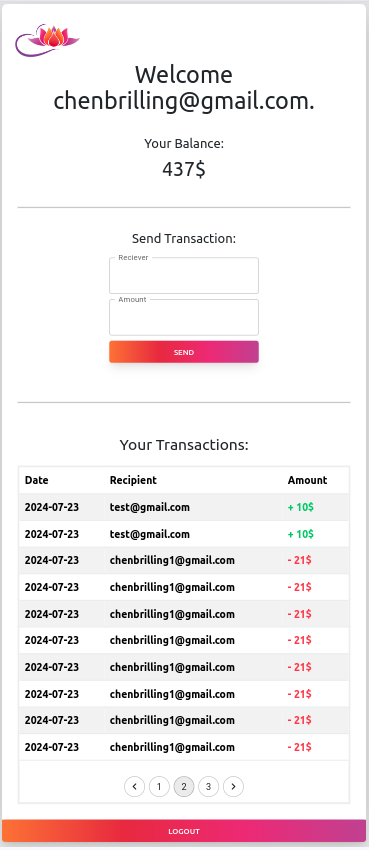 Welcome
chenbrilling@gmail.com.
Your Balance:
437$
Send Transaction:
Reciever
Amount
SEND
Your Transactions:
Date Recipient Amount
2024-07-23 test@gmail.com + 10$
2024-07-23 test@gmail.com + 10$
2024-07-23 chenbrilling1@gmail.com - 21$
2024-07-23 chenbrilling1@gmail.com - 21$
2024-07-23 chenbrilling1@gmail.com - 21$
2024-07-23 chenbrilling1@gmail.com - 21$
2024-07-23 chenbrilling1@gmail.com - 21$
2024-07-23 chenbrilling1@gmail.com - 21$
2024-07-23 chenbrilling1@gmail.com - 21$
2024-07-23 chenbrilling1@gmail.com - 21$
1 2 3
LOGOUT